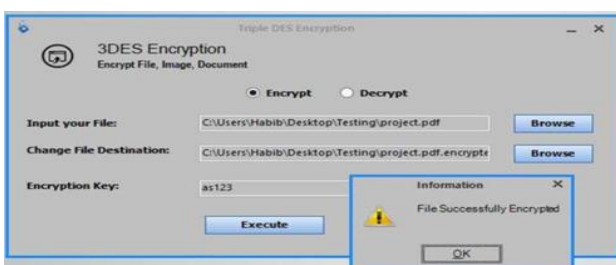 Triple DES Encryption
3DES Encryption
Encrypt File, Image, Document
Encrypt Decrypt
Input your File: C:\Users\Habib\Desktop\Testing\project.pdf Browse
Change File Destination: C:\Users\Habib\Desktop\Testing\project.pdf.encrypte Browse
Encryption Key: as123
Execute
Information
File Successfully Encrypted
OK